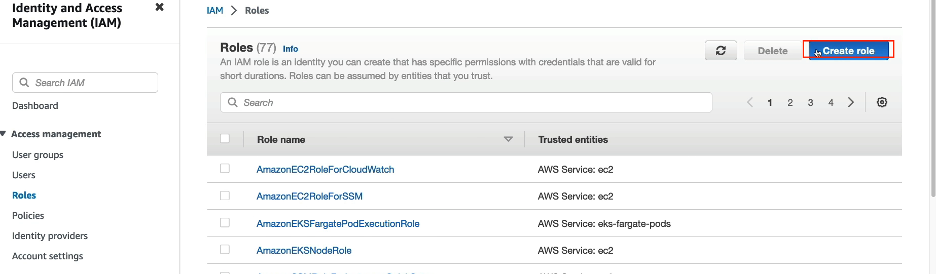 Identity and Access
Management (IAM)
Search IAM
Dashboard
Access management
User groups
Users
Roles
Policies
Identity providers
Account settings
IAM > Roles
Roles (77) Info
An IAM role is an identity you can create that has specific permissions with credentials that are valid for
short durations. Roles can be assumed by entities that you trust.
Delete
Create role
Search
1 2 3 4
Role name Trusted entities
AmazonEC2RoleForCloudWatch AWS Service: ec2
AmazonEC2RoleForSSM AWS Service: ec2
AmazonEKSFargatePodExecutionRole AWS Service: eks-fargate-pods
AmazonEKSNodeRole AWS Service: ec2